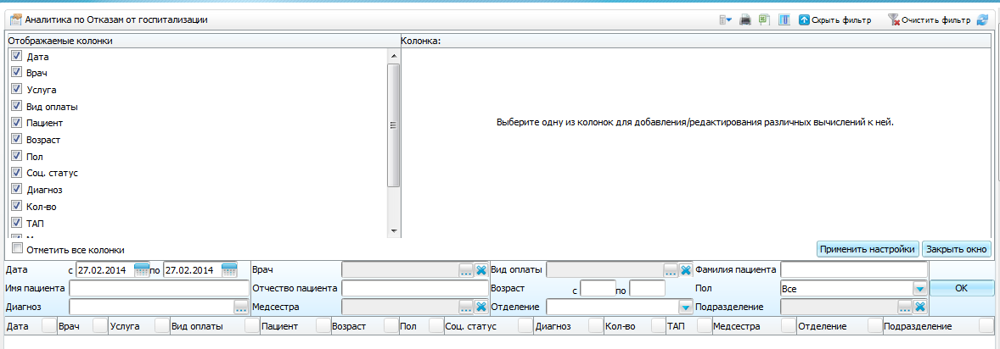 Аналитика по Отказам от госпитализации Скрыть фильтр Очистить фильтр
Отображаемые колонки Колонка:
Дата
Врач
Услуга
Вид оплаты
Пациент
Выберите одну из колонок для добавления/редактирования различных вычислений к ней.
Возраст
Пол
Соц. статус
Диагноз
Кол-во
ТАП
Отметить все колонки Применить настройки Закрыть окно
Дата с 27.02.2014 по 27.02.2014 Врач ... Вид оплаты ... Фамилия пациента
Имя пациента Отчество пациента Возраст с по Пол Все OK
Диагноз ... Медсестра ... Отделение Подразделение ...
Дата Врач Услуга Вид оплаты Пациент Возраст Пол Соц. статус Диагноз Кол-во ТАП Медсестра Отделение Подразделение